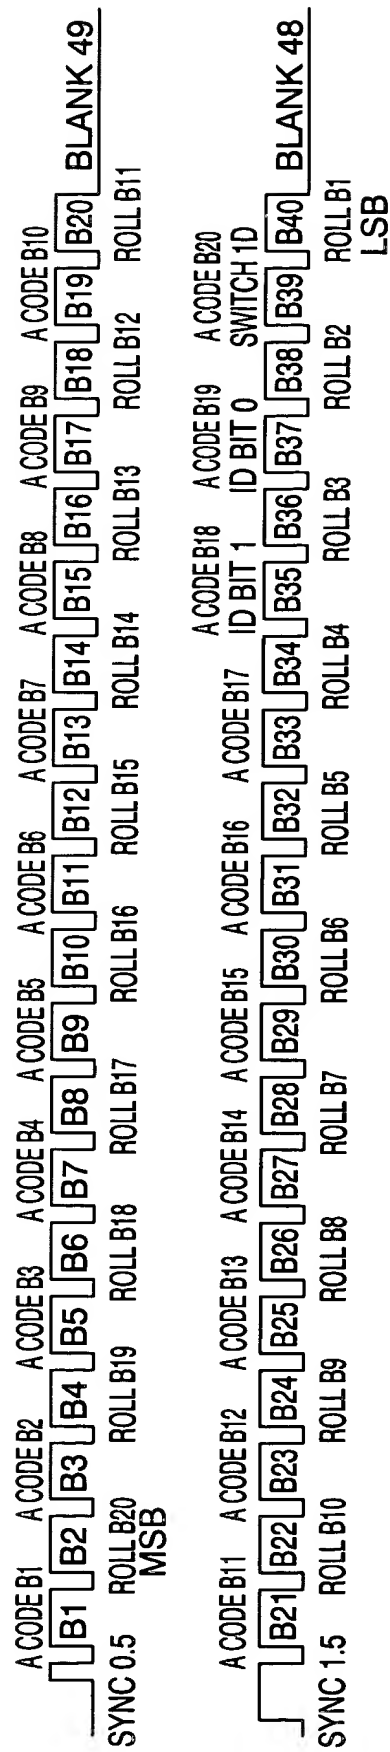 A CODE B1 A CODE B2 A CODE B3 A CODE B4 A CODE B5 A CODE B6 A CODE B7 A CODE B8 A CODE B9 A CODE B10
B1 B2 B3 B4 B5 B6 B7 B8 B9 B10 B11 B12 B13 B14 B15 B16 B17 B18 B19 B20 BLANK 49
SYNC 0.5 ROLL B20 ROLL B19 ROLL B18 ROLL B17 ROLL B16 ROLL B15 ROLL B14 ROLL B13 ROLL B12 ROLL B11
MSB
A CODE B18 A CODE B19 A CODE B20
A CODE B11 A CODE B12 A CODE B13 A CODE B14 A CODE B15 A CODE B16 A CODE B17 ID BIT 1 ID BIT 0 SWITCH 1D
B21 B22 B23 B24 B25 B26 B27 B28 B29 B30 B31 B32 B33 B34 B35 B36 B37 B38 B39 B40 BLANK 48
SYNC 1.5 ROLL B10 ROLL B9 ROLL B8 ROLL B7 ROLL B6 ROLL B5 ROLL B4 ROLL B3 ROLL B2 ROLL B1
LSB